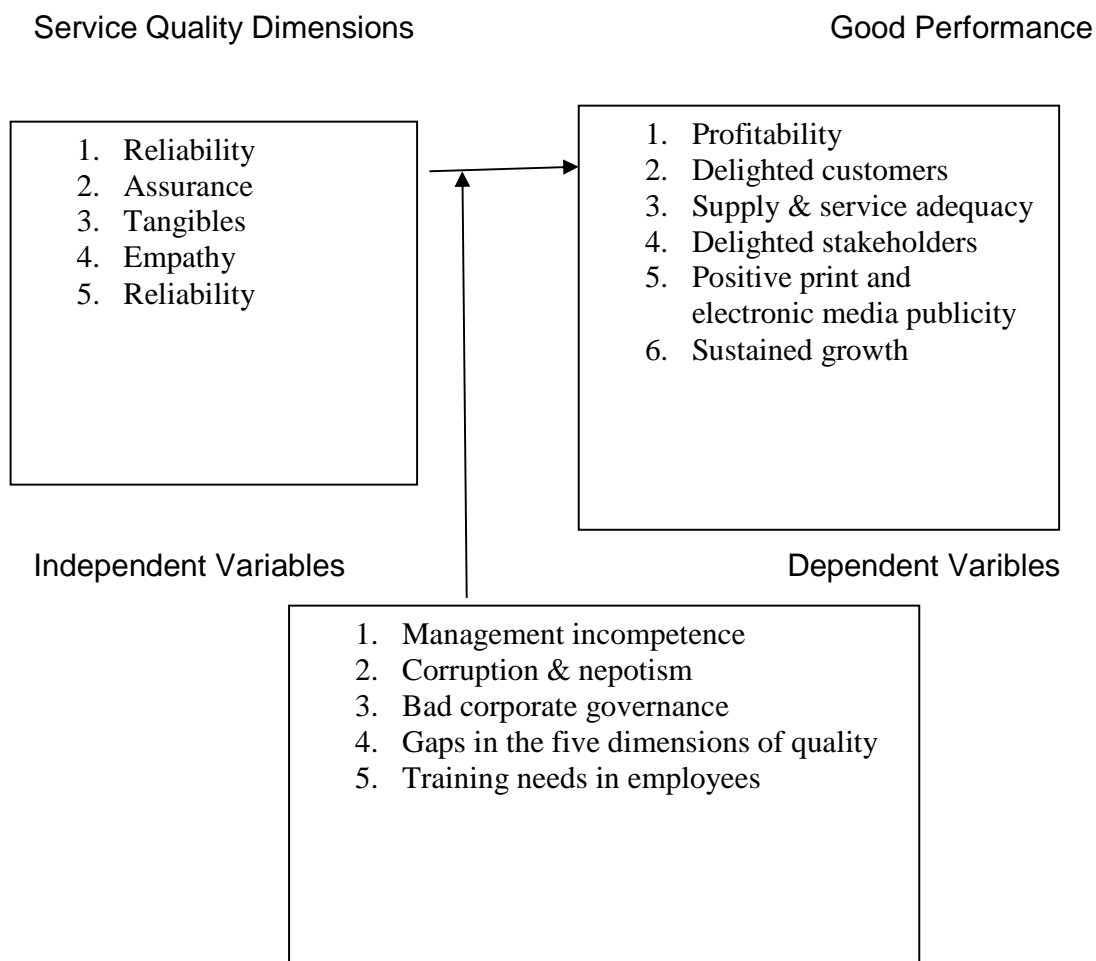 Service Quality Dimensions
Good Performance
1. Reliability
2. Assurance
3. Tangibles
4. Empathy
5. Reliability
1. Profitability
2. Delighted customers
3. Supply & service adequacy
4. Delighted stakeholders
5. Positive print and
electronic media publicity
6. Sustained growth
Independent Variables
Dependent Varibles
1. Management incompetence
2. Corruption & nepotism
3. Bad corporate governance
4. Gaps in the five dimensions of quality
5. Training needs in employees